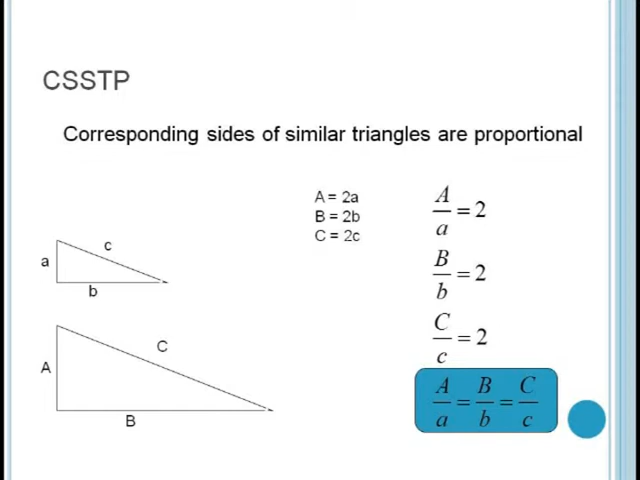 CSSTP
Corresponding sides of similar triangles are proportional
A = 2a
B = 2b
C = 2c
A/a = 2
B/b = 2
C/c = 2
A/a = B/b = C/c
c
a
b
C
A
B